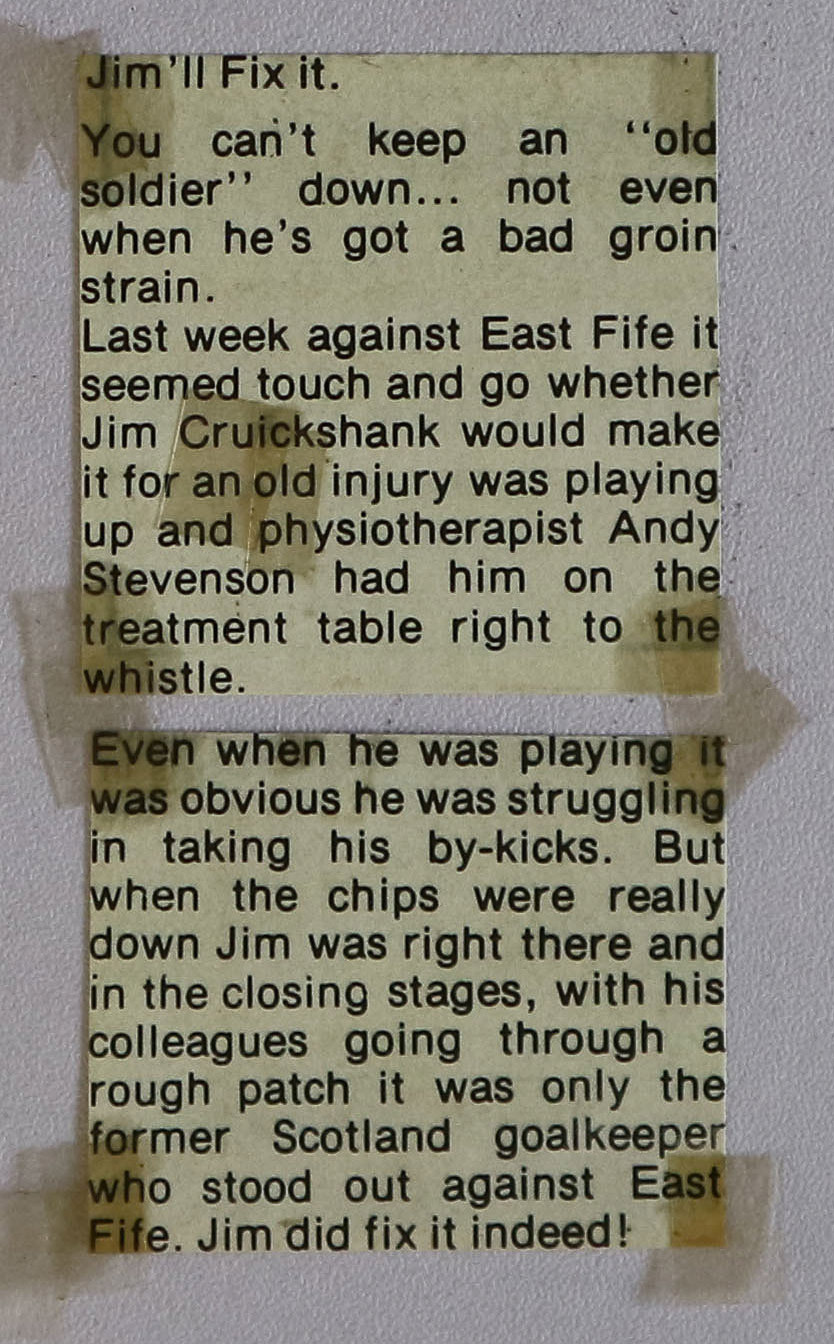 Jim'll Fix it.
You can't keep an "old
soldier" down... not even
when he's got a bad groin
strain.
Last week against East Fife it
seemed touch and go whether
Jim Cruickshank would make
it for an old injury was playing
up and physiotherapist Andy
Stevenson had him on the
treatment table right to the
whistle.
Even when he was playing it
was obvious he was struggling
in taking his by-kicks. But
when the chips were really
down Jim was right there and
in the closing stages, with his
colleagues going through a
rough patch it was only the
former Scotland goalkeeper
who stood out against East
Fife. Jim did fix it indeed!